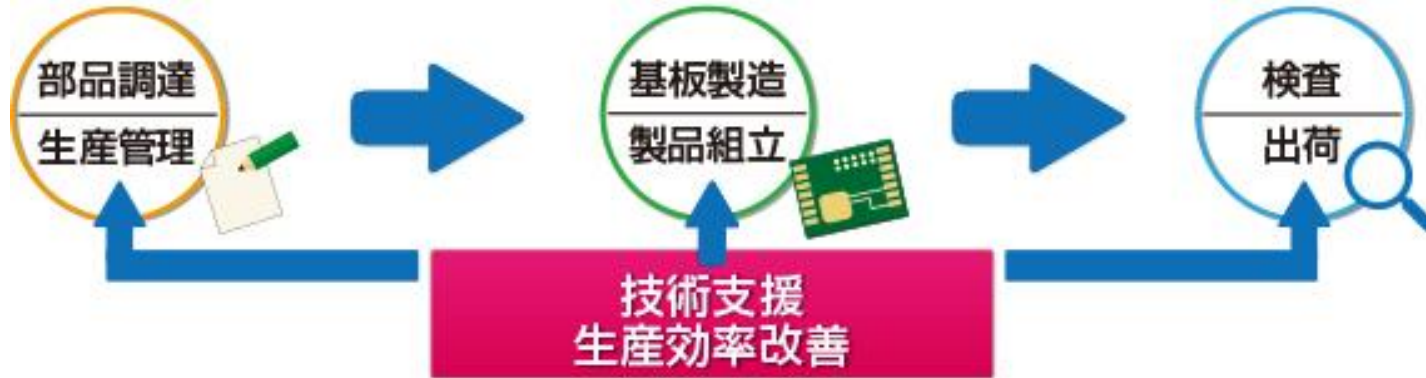 部品調達
生産管理
基板製造
製品組立
検査
出荷
技術支援
生産効率改善